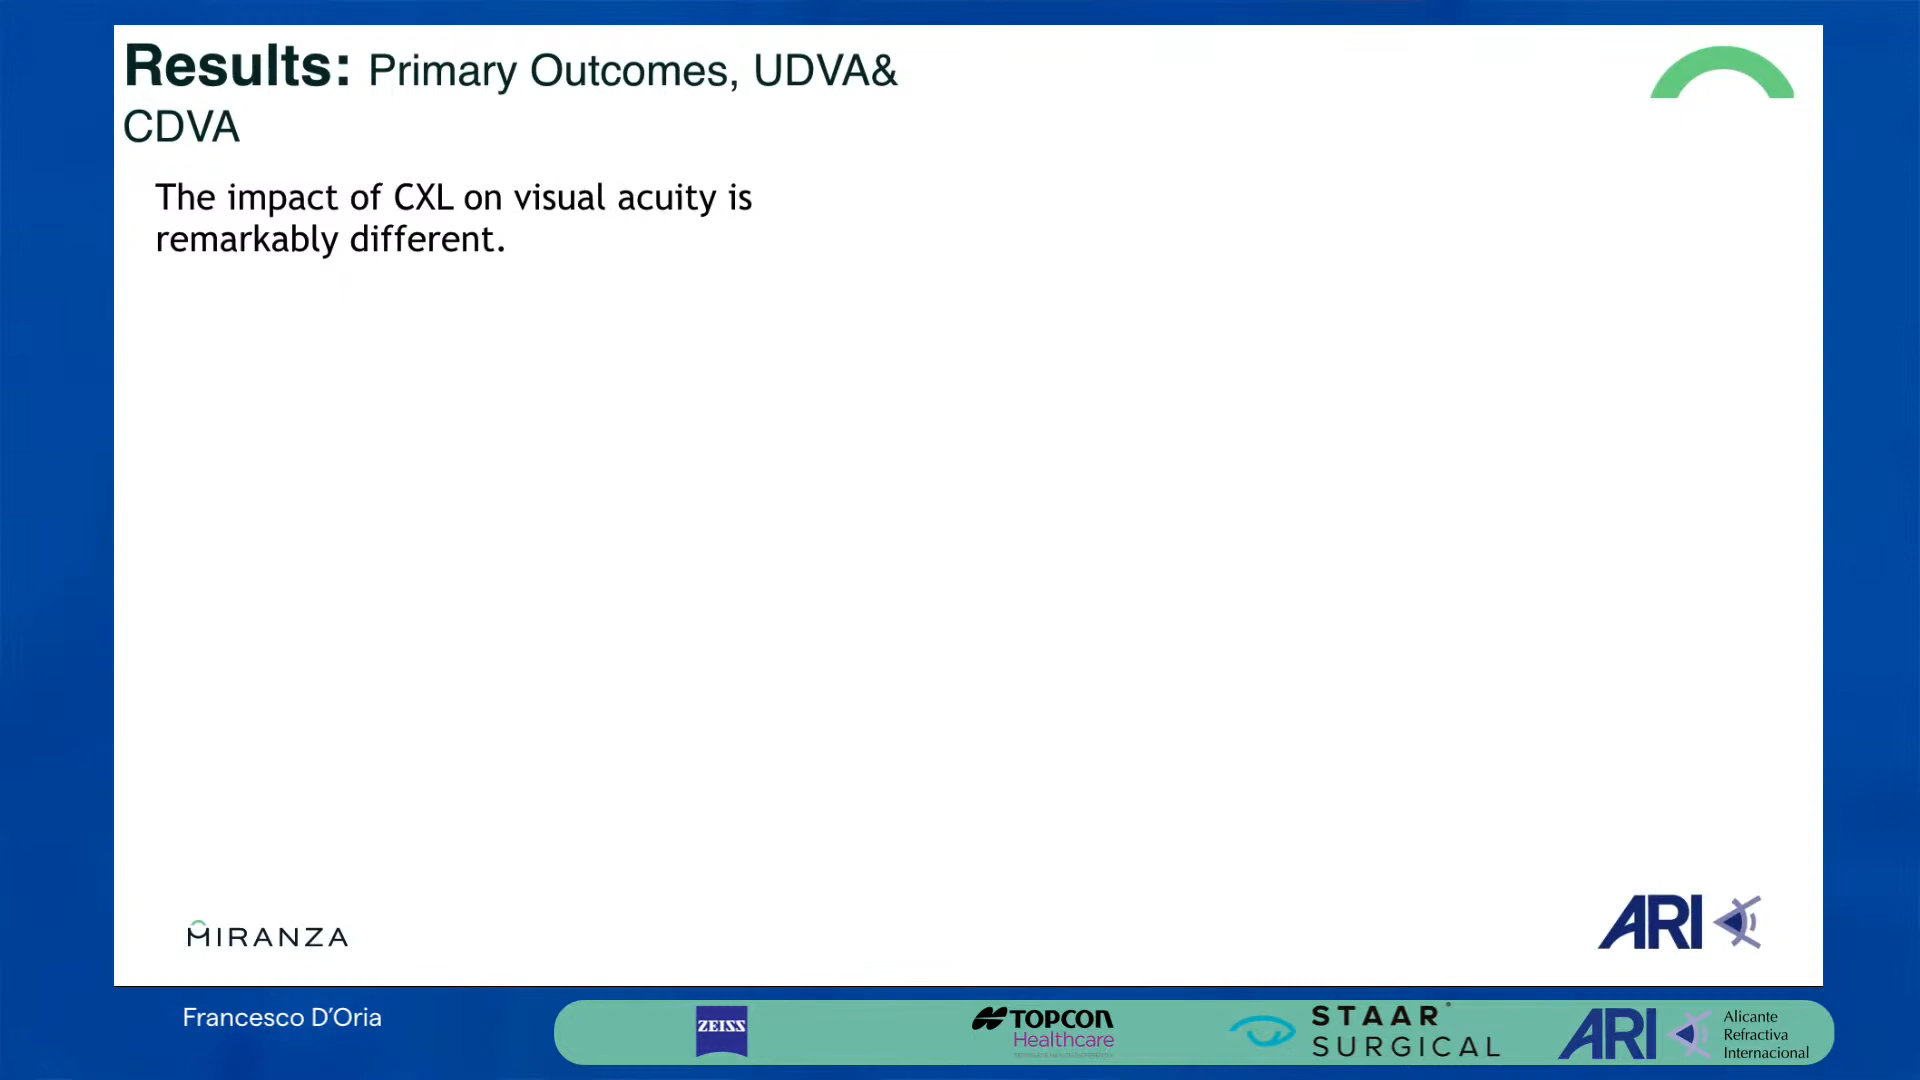 Results: Primary Outcomes, UDVA&
CDVA
The impact of CXL on visual acuity is
remarkably different.
MIRANZA
ARI
Francesco D'Oria
ZEISS
TOPCON
Healthcare
STAAR
SURGICAL
ARI
Alicante
Refractiva
Internacional